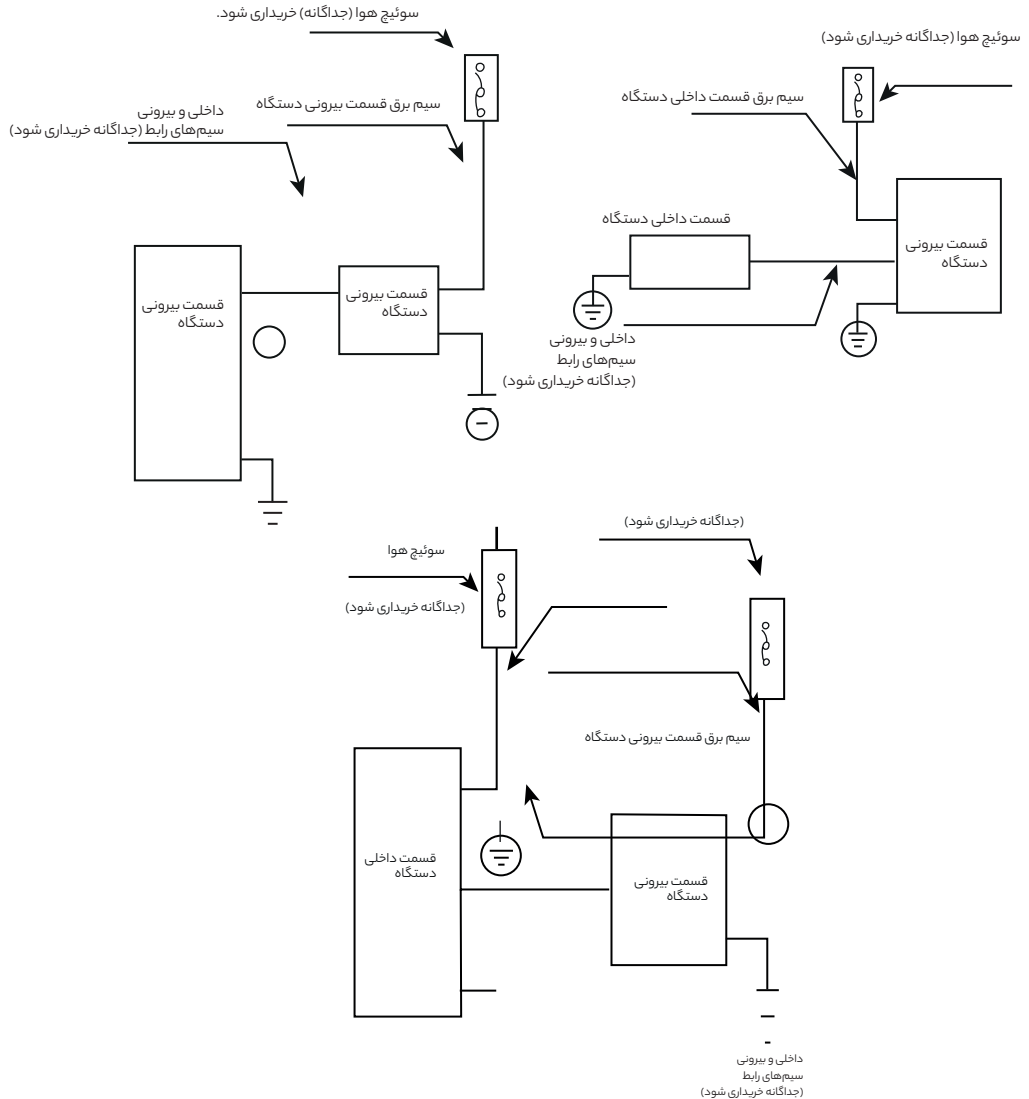 سوئیچ هوا (جداگانه) خریداری شود.
سوئیچ هوا (جداگانه خریداری شود)
سیم برق قسمت بیرونی دستگاه
داخلی و بیرونی
سیم‌های رابط (جداگانه خریداری شود)
قسمت بیرونی
دستگاه
قسمت بیرونی
دستگاه
سیم برق قسمت داخلی دستگاه
قسمت داخلی دستگاه
قسمت بیرونی
دستگاه
داخلی و بیرونی
سیم‌های رابط
(جداگانه خریداری شود)
سوئیچ هوا
(جداگانه خریداری شود)
(جداگانه خریداری شود)
سیم برق قسمت بیرونی دستگاه
قسمت داخلی
دستگاه
قسمت بیرونی
دستگاه
داخلی و بیرونی
سیم‌های رابط
(جداگانه خریداری شود)